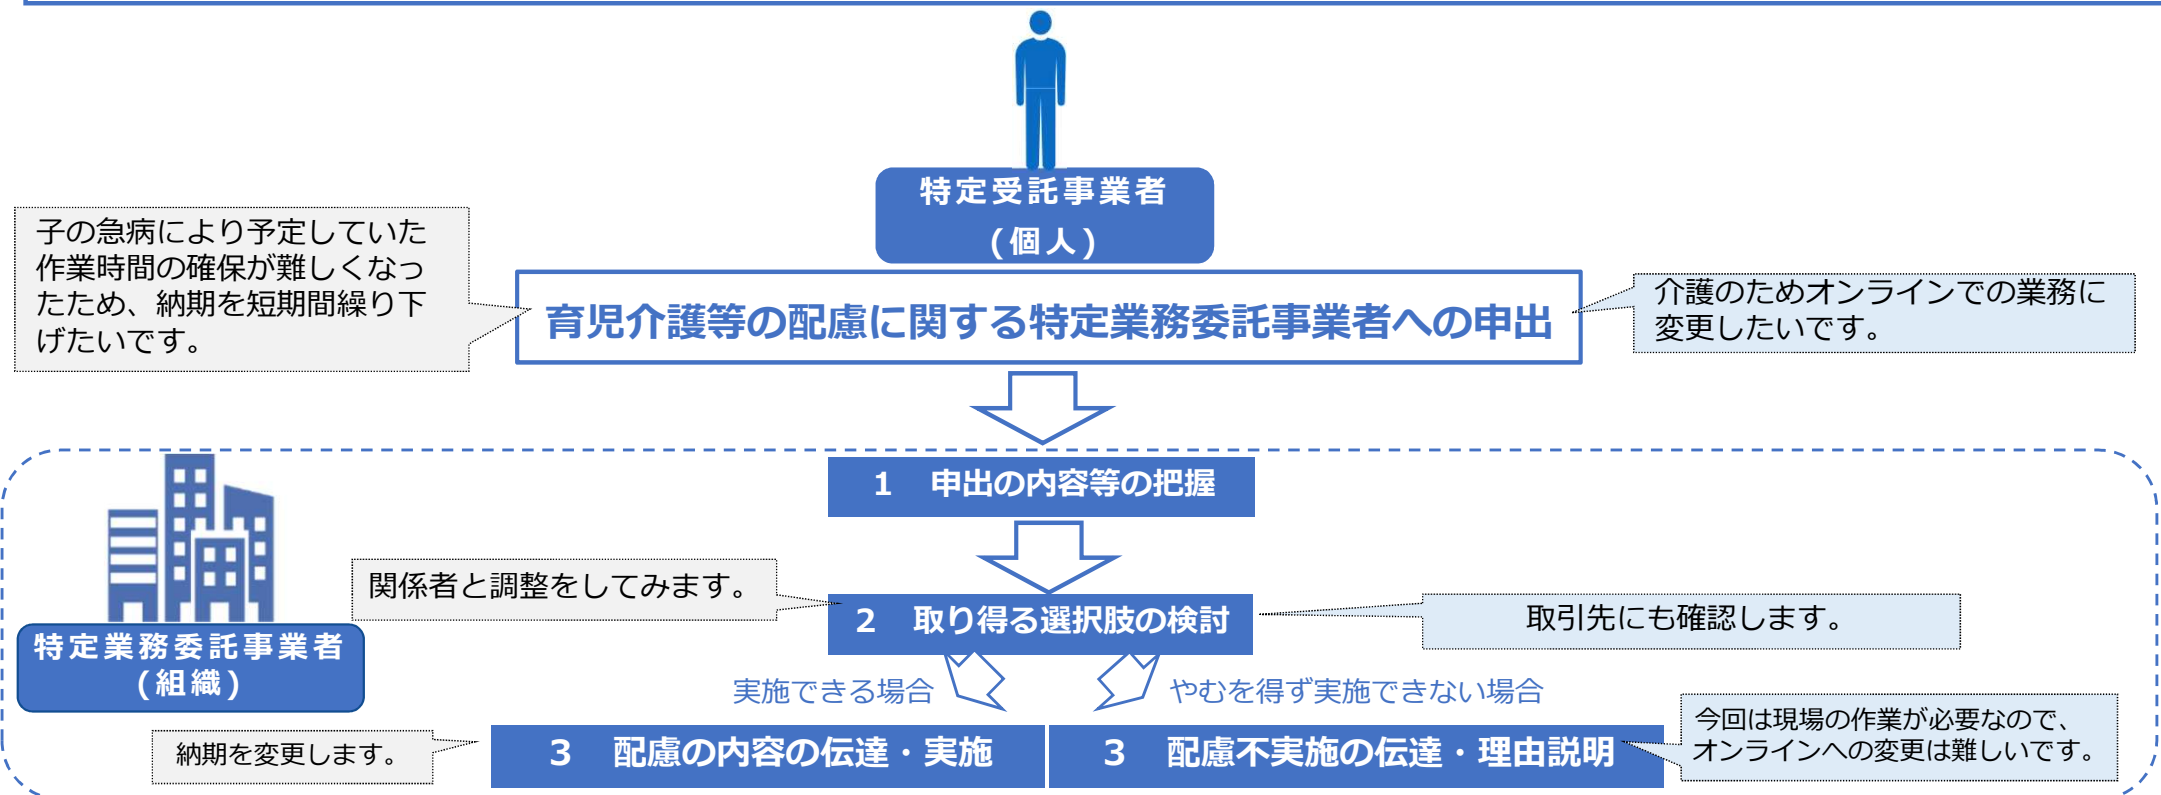 特定受託事業者
(個人)
子の急病により予定していた
作業時間の確保が難しくなっ
たため、納期を短期間繰り下
げたいです。
育児介護等の配慮に関する特定業務委託事業者への申出
介護のためオンラインでの業務に
変更したいです。
1 申出の内容等の把握
関係者と調整をしてみます。
2 取り得る選択肢の検討
取引先にも確認します。
特定業務委託事業者
(組織)
実施できる場合
やむを得ず実施できない場合
納期を変更します。
3 配慮の内容の伝達・実施
3 配慮不実施の伝達・理由説明
今回は現場の作業が必要なので、
オンラインへの変更は難しいです。